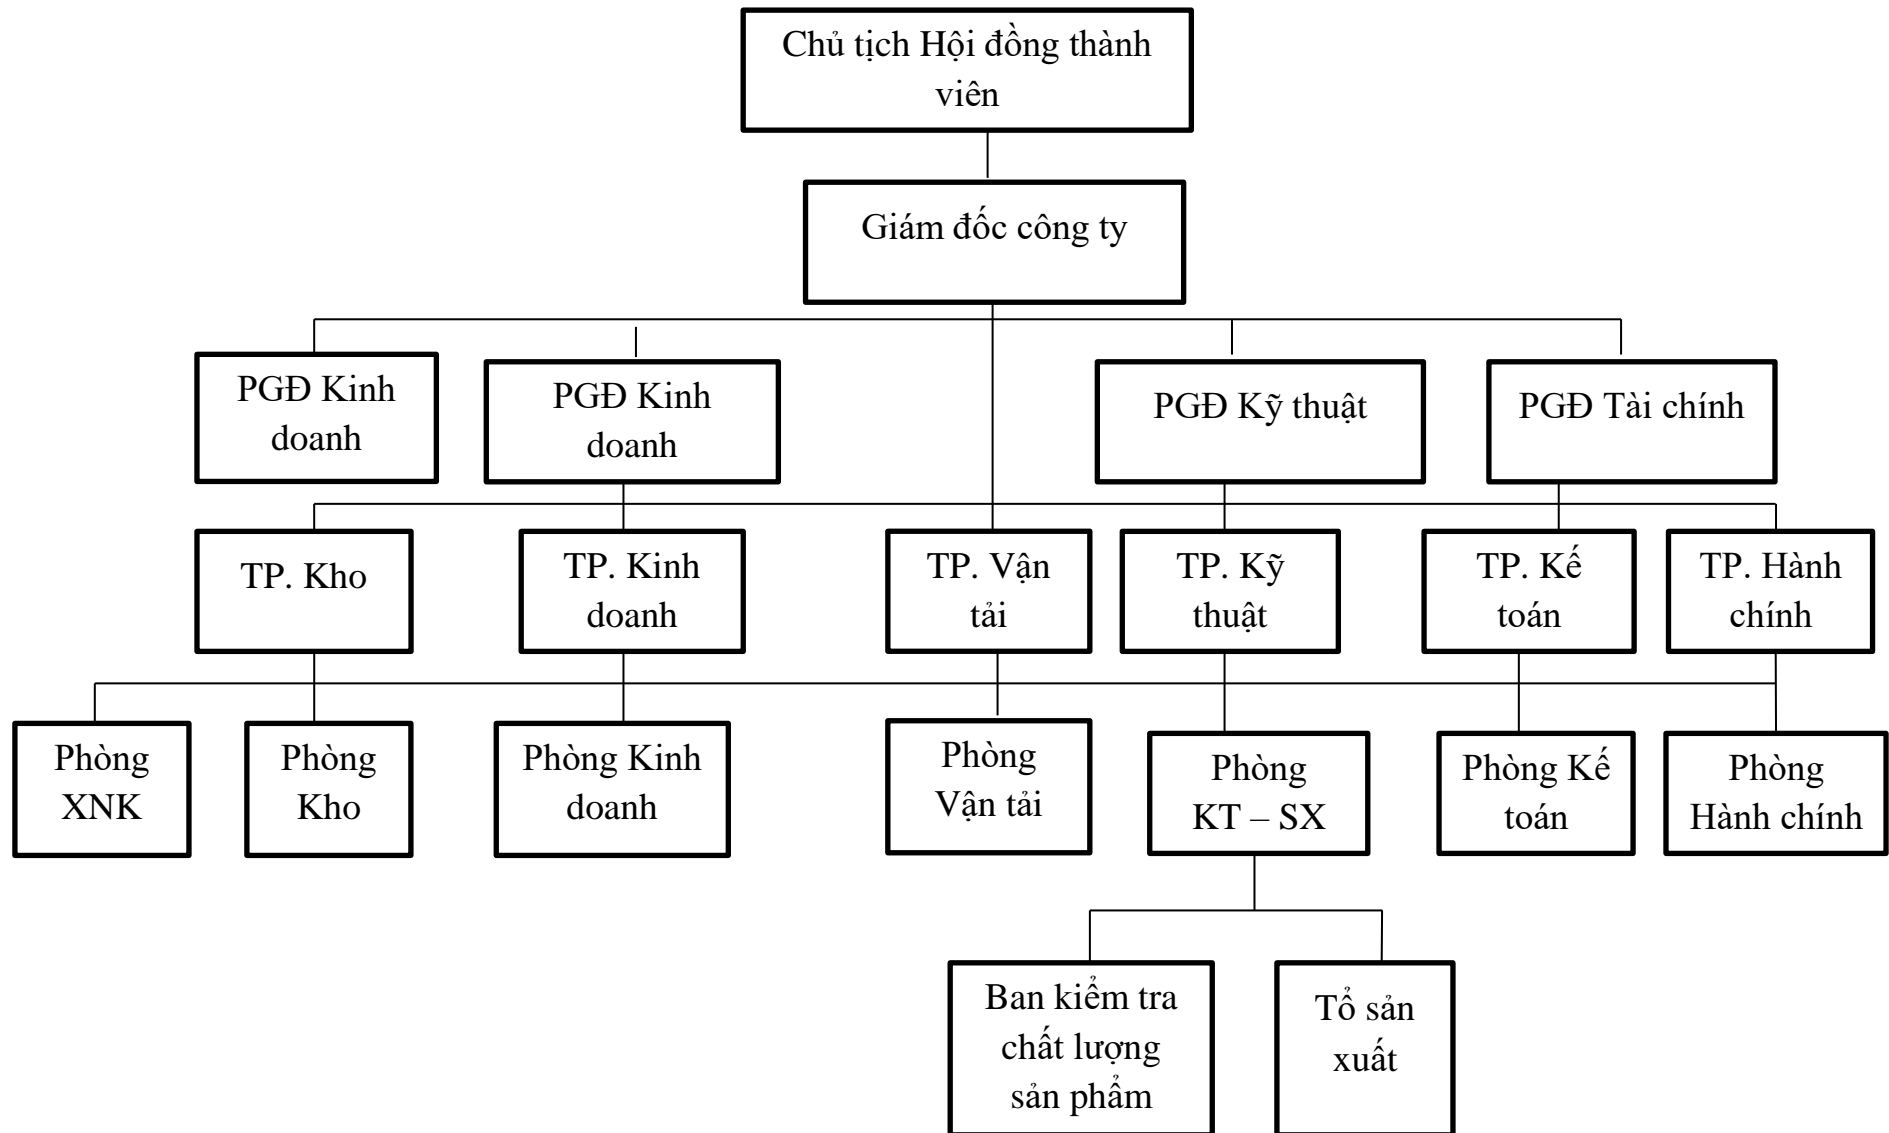 Chủ tịch Hội đồng thành
viên
Giám đốc công ty
PGĐ Kinh
doanh
PGĐ Kinh
doanh
PGĐ Kỹ thuật
PGĐ Tài chính
TP. Kho
TP. Kinh
doanh
TP. Vận
tải
TP. Kỹ
thuật
TP. Kế
toán
TP. Hành
chính
Phòng
XNK
Phòng
Kho
Phòng Kinh
doanh
Phòng
Vận tải
Phòng
KT – SX
Phòng Kế
toán
Phòng
Hành chính
Ban kiểm tra
chất lượng
sản phẩm
Tổ sản
xuất